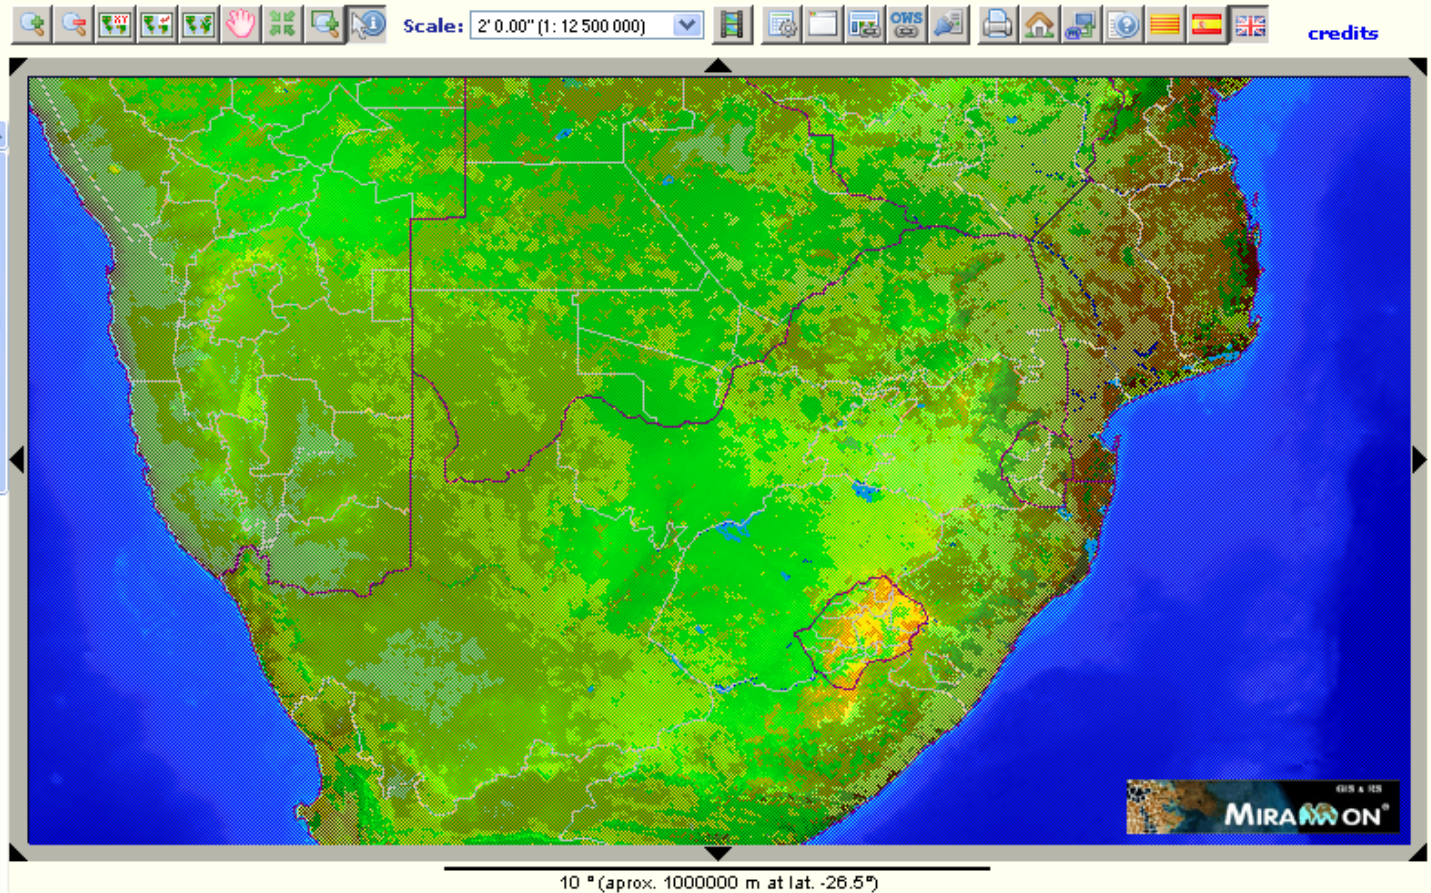 Scale: 2' 0.00" (1: 12 500 000)
OWS
credits
GIS & RS
MIRAMON®
10 º (aprox. 1000000 m at lat. -26.5º)